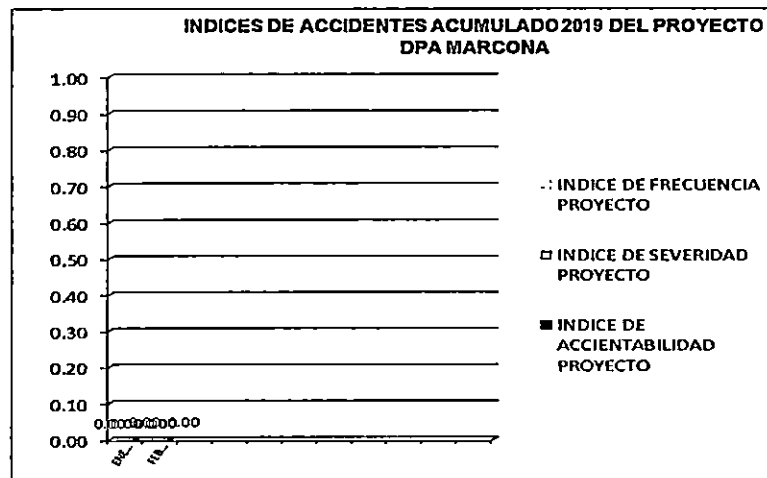 INDICES DE ACCIDENTES ACUMULADO 2019 DEL PROYECTO
DPA MARCONA
1.00
0.90
0.80
0.70
0.60
0.50
0.40
0.30
0.20
0.10
0.00
ENE...
FEB...
INDICE DE FRECUENCIA
PROYECTO
INDICE DE SEVERIDAD
PROYECTO
INDICE DE
ACCIENTABILIDAD
PROYECTO